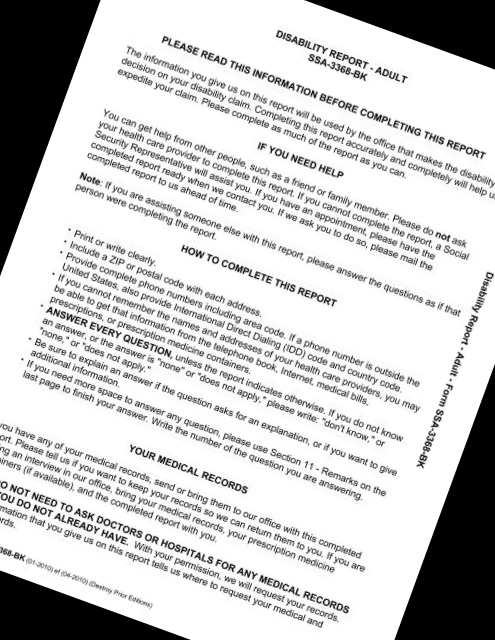 DISABILITY REPORT - ADULT
SSA-3368-BK
PLEASE READ THIS INFORMATION BEFORE COMPLETING THIS REPORT
The information you give us on this report will be used by the office that makes the disability
decision on your disability claim. Completing this report accurately and completely will help us
expedite your claim. Please complete as much of the report as you can.
IF YOU NEED HELP
You can get help from other people, such as a friend or family member. Please do not ask
your health care provider to complete this report. If you cannot complete the report, a Social
Security Representative will assist you. If you have an appointment, please have the
completed report ready when we contact you. If we ask you to do so, please mail the
completed report to us ahead of time.
Note: If you are assisting someone else with this report, please answer the questions as if that
person were completing the report.
HOW TO COMPLETE THIS REPORT
• Print or write clearly.
• Include a ZIP or postal code with each address.
• Provide complete phone numbers including area code. If a phone number is outside the
United States, also provide International Direct Dialing (IDD) code and country code.
• If you cannot remember the names and addresses of your health care providers, you may
be able to get that information from the telephone book, Internet, medical bills,
prescriptions, or prescription medicine containers.
• ANSWER EVERY QUESTION, unless the report indicates otherwise. If you do not know
an answer, or the answer is "none" or "does not apply," please write: "don't know," or
"none," or "does not apply."
• Be sure to explain an answer if the question asks for an explanation, or if you want to give
additional information.
• If you need more space to answer any question, please use Section 11 - Remarks on the
last page to finish your answer. Write the number of the question you are answering.
YOUR MEDICAL RECORDS
you have any of your medical records, send or bring them to our office with this completed
ort. Please tell us if you want to keep your records so we can return them to you. If you are
ng an interview in our office, bring your medical records, your prescription medicine
iners (if available), and the completed report with you.
DO NOT NEED TO ASK DOCTORS OR HOSPITALS FOR ANY MEDICAL RECORDS
YOU DO NOT ALREADY HAVE. With your permission, we will request your records.
mation that you give us on this report tells us where to request your medical and
rds.
3368-BK (01-2010) ef (04-2010) (Destroy Prior Editions)
Disability Report - Adult - Form SSA-3368-BK